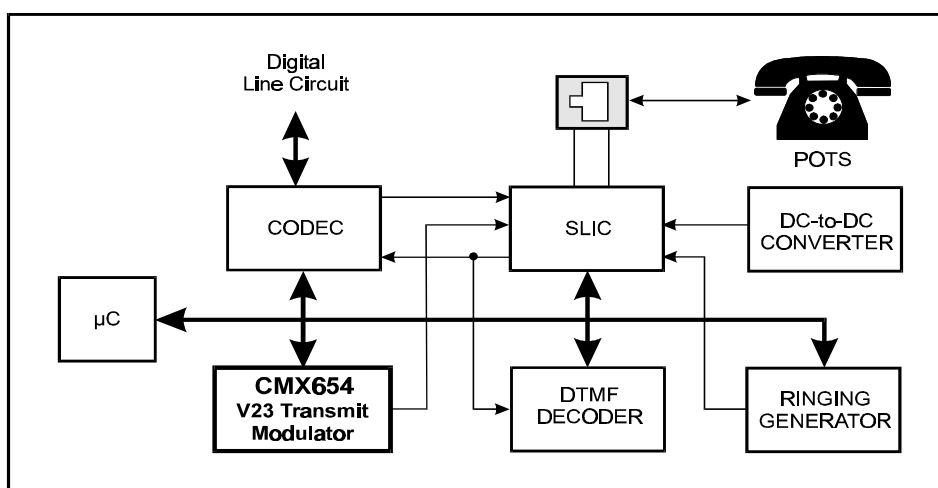 Digital
Line Circuit
POTS
CODEC
SLIC
DC-to-DC
CONVERTER
µC
CMX654
V23 Transmit
Modulator
DTMF
DECODER
RINGING
GENERATOR